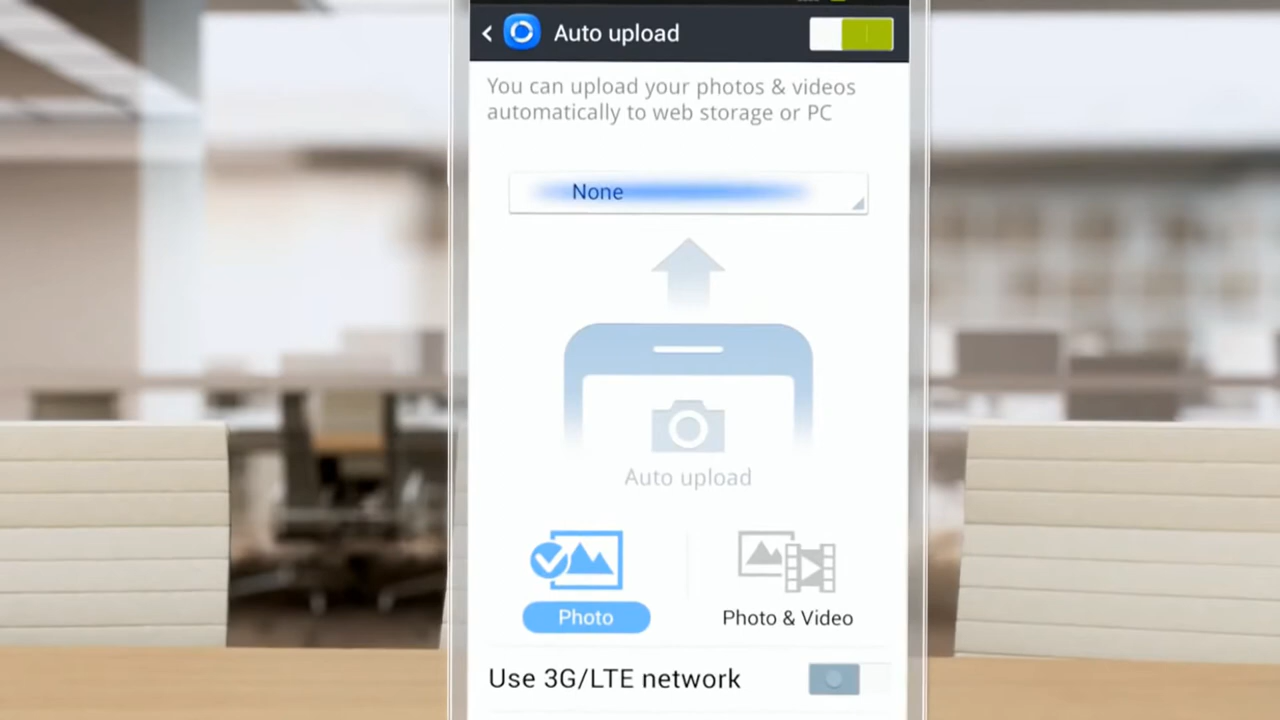 Auto upload
You can upload your photos & videos
automatically to web storage or PC
None
Auto upload
Photo
Photo & Video
Use 3G/LTE network